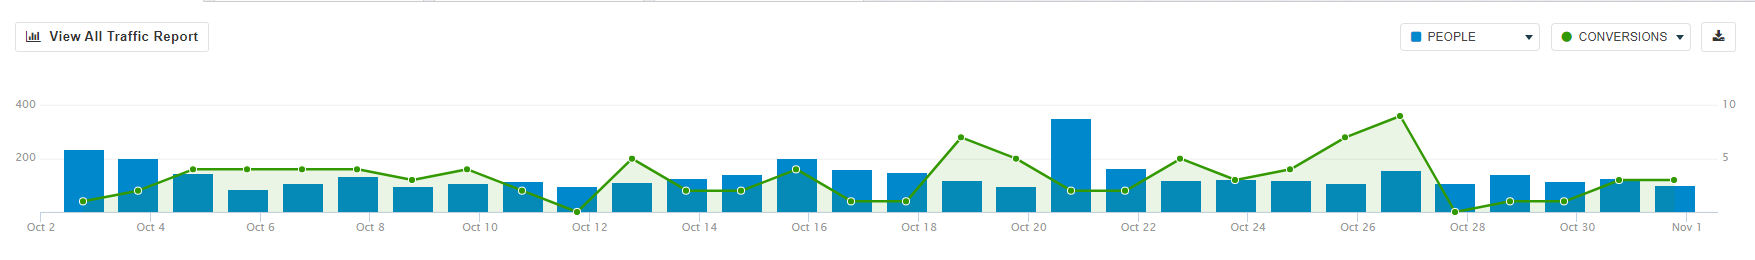 View All Traffic Report
PEOPLE
CONVERSIONS
400
10
200
5
Oct 2
Oct 4
Oct 6
Oct 8
Oct 10
Oct 12
Oct 14
Oct 16
Oct 18
Oct 20
Oct 22
Oct 24
Oct 26
Oct 28
Oct 30
Nov 1